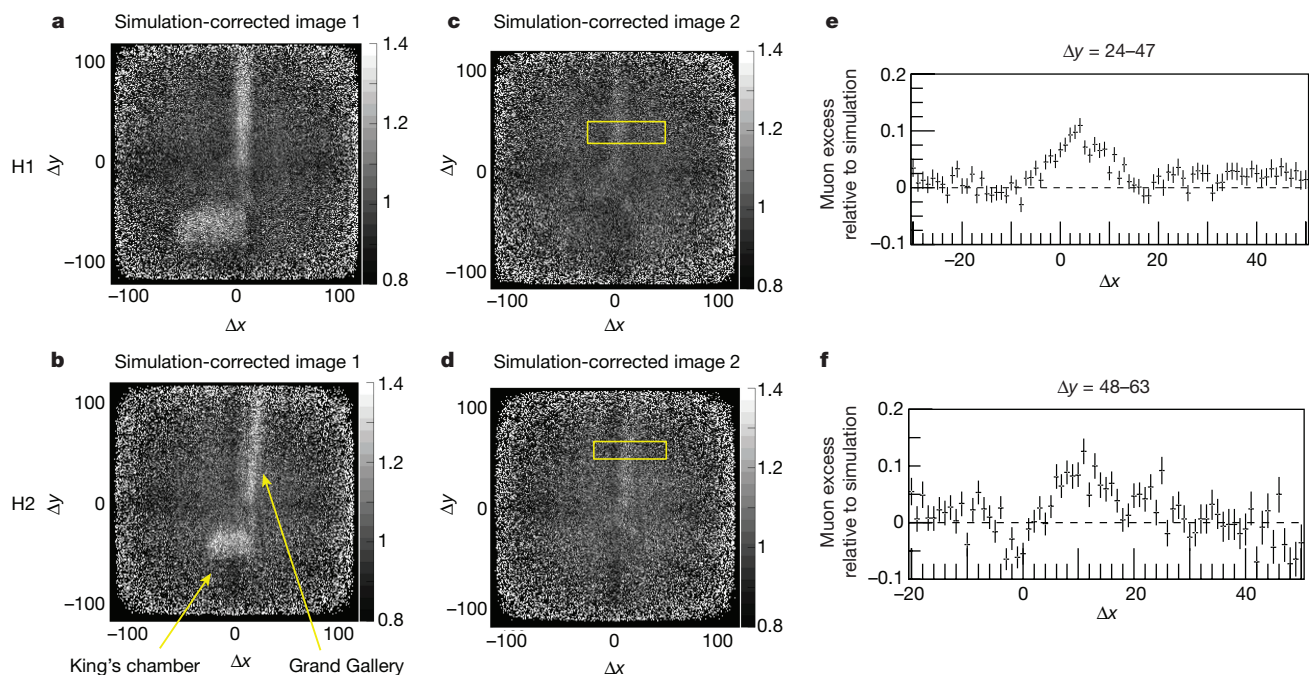 a Simulation-corrected image 1
100
0
−100
Δy
H1
−100 0 100
Δx
1.4
1.2
1
0.8
c Simulation-corrected image 2
100
0
−100
Δy
−100 0 100
Δx
1.4
1.2
1
0.8
e
Δy = 24–47
Muon excess
relative to simulation
0.2
0.1
0
−0.1
−20 0 20 40
Δx
b Simulation-corrected image 1
100
0
−100
Δy
H2
−100 0 100
King's chamber Δx Grand Gallery
1.4
1.2
1
0.8
d Simulation-corrected image 2
100
0
−100
Δy
−100 0 100
Δx
1.4
1.2
1
0.8
f
Δy = 48–63
Muon excess
relative to simulation
0.2
0.1
0
−0.1
−20 0 20 40
Δx